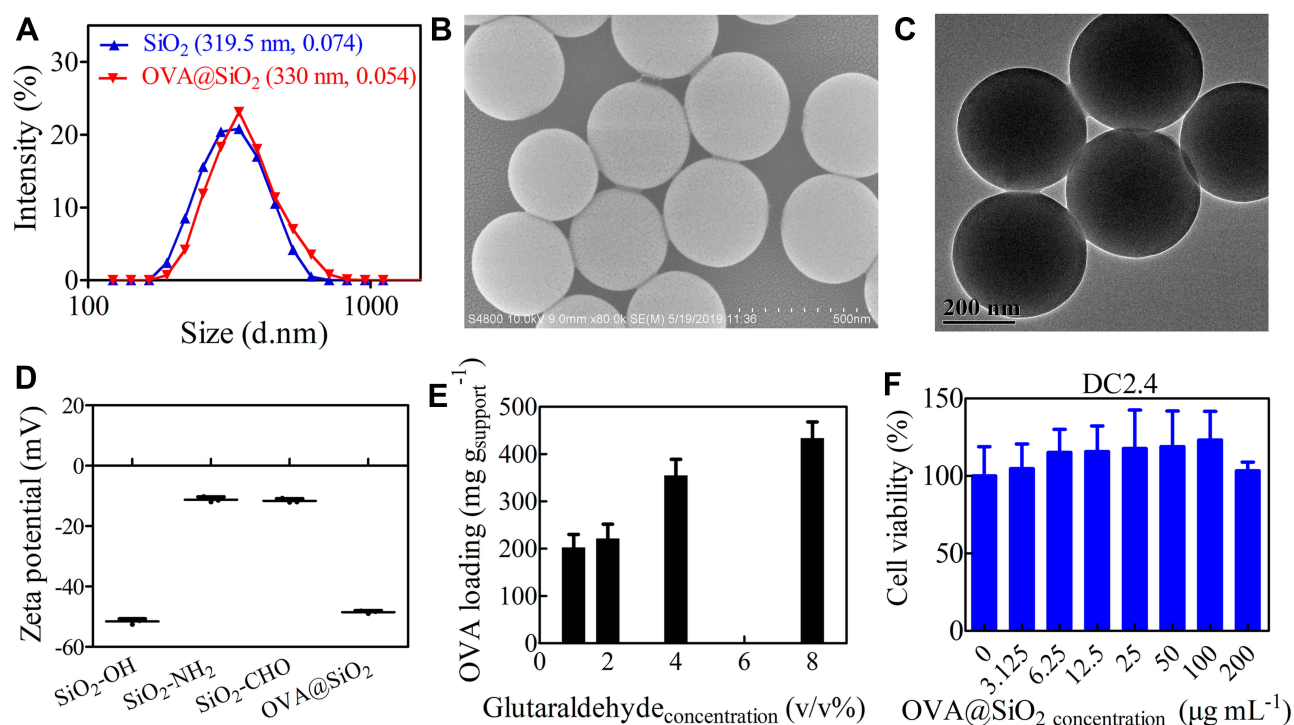 A
SiO2 (319.5 nm, 0.074)
OVA@SiO2 (330 nm, 0.054)
Intensity (%)
30
20
10
0
100
1000
Size (d.nm)
B
S4800 10.0kV 9.0mm x80.0k SE(M) 5/19/2019 11:36
500nm
C
200 nm
D
Zeta potential (mV)
20
0
-20
-40
-60
SiO2-OH
SiO2-NH2
SiO2-CHO
OVA@SiO2
E
OVA loading (mg gsupport-1)
500
400
300
200
100
0
0
2
4
6
8
Glutaraldehydeconcentration (v/v%)
F
DC2.4
Cell viability (%)
150
100
50
0
0
3.125
6.25
12.5
25
50
100
200
OVA@SiO2 concentration (μg mL-1)